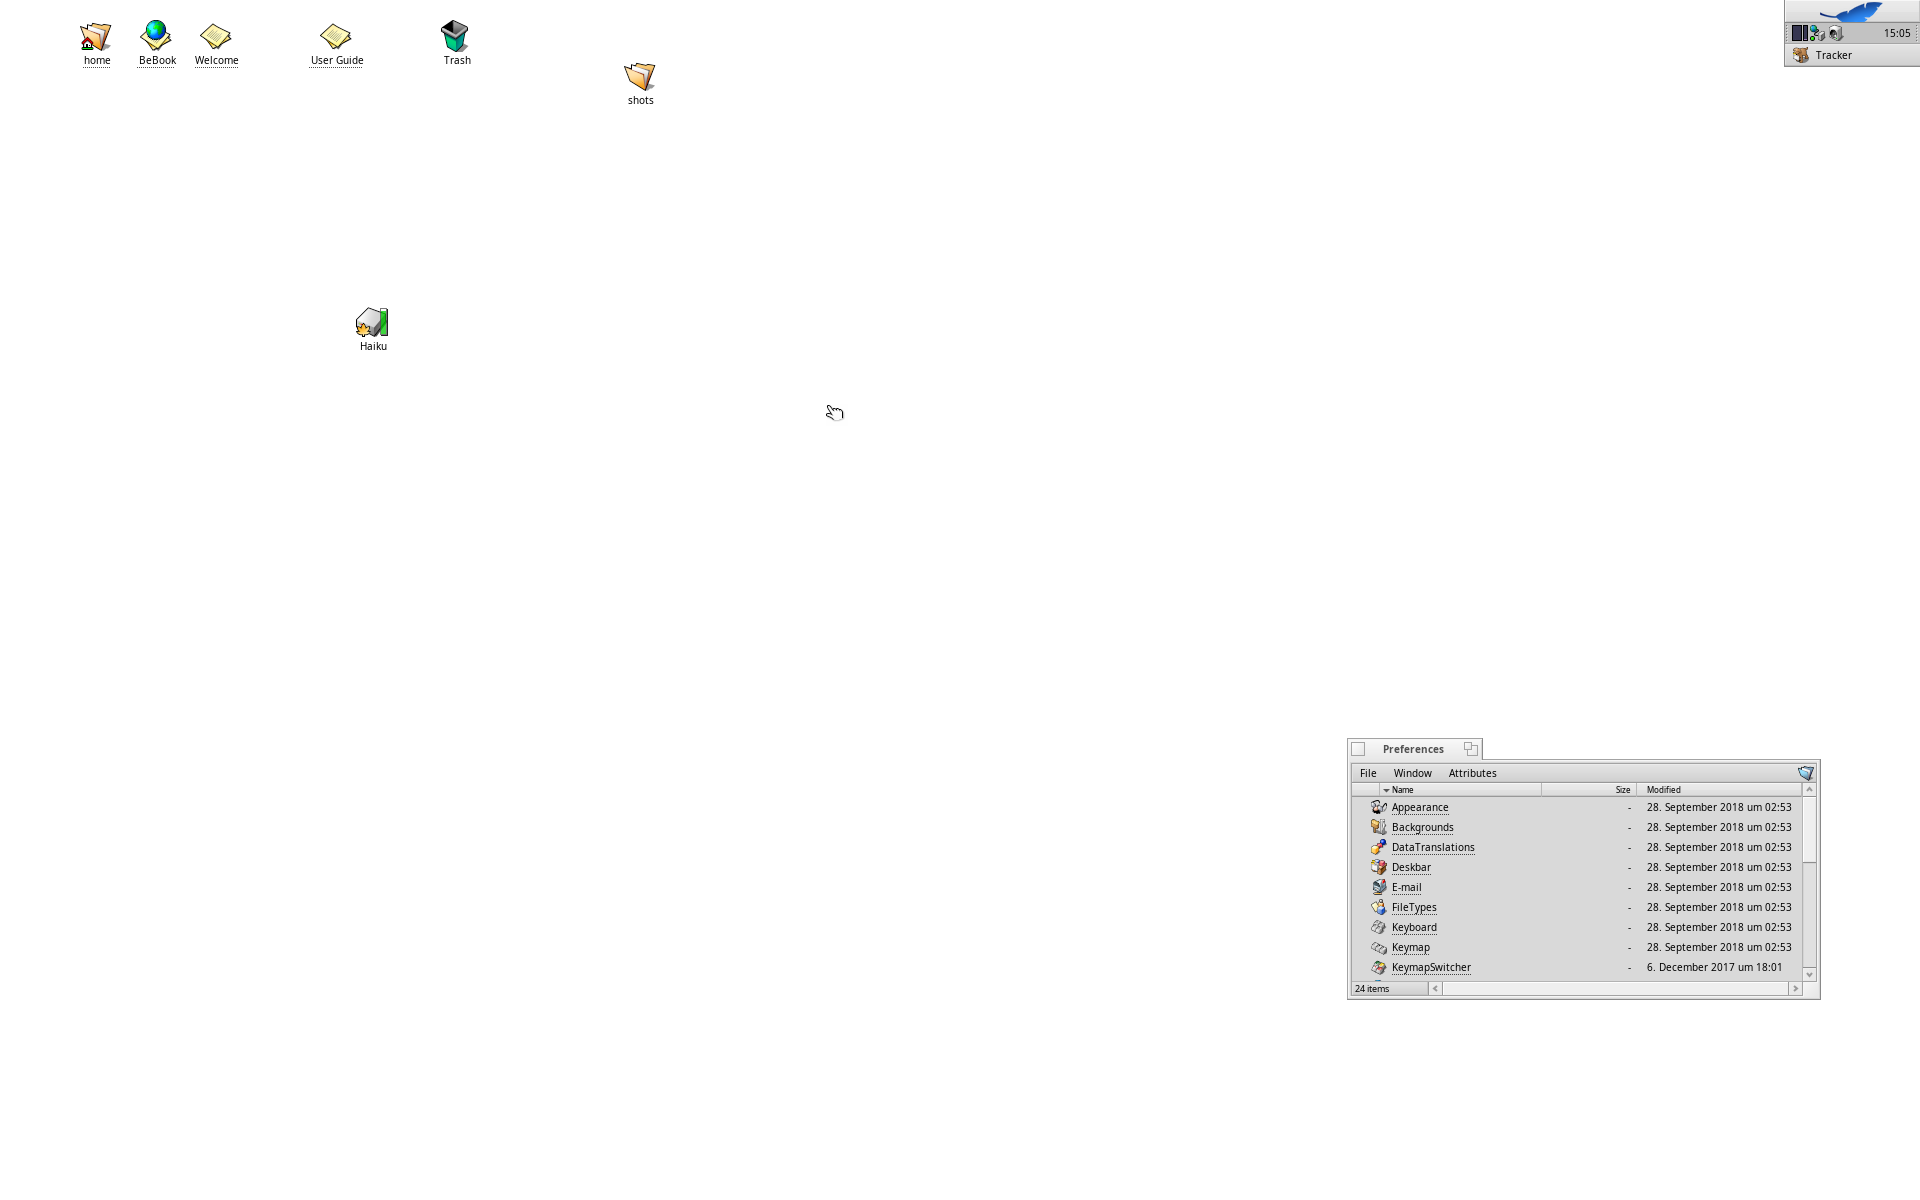 home
BeBook
Welcome
User Guide
Trash
shots
15:05
Tracker
Haiku
Preferences
File Window Attributes
Name Size Modified
Appearance - 28. September 2018 um 02:53
Backgrounds - 28. September 2018 um 02:53
DataTranslations - 28. September 2018 um 02:53
Deskbar - 28. September 2018 um 02:53
E-mail - 28. September 2018 um 02:53
FileTypes - 28. September 2018 um 02:53
Keyboard - 28. September 2018 um 02:53
Keymap - 28. September 2018 um 02:53
KeymapSwitcher - 6. December 2017 um 18:01
24 items